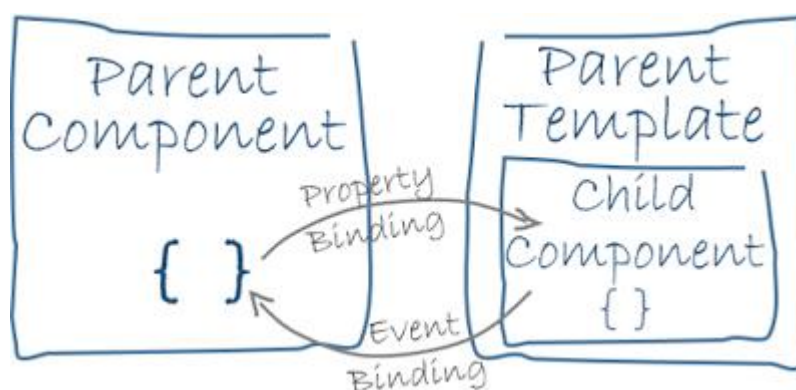 Parent
Component
{ }
Property
Binding
Event
Binding
Parent
Template
Child
Component
{ }